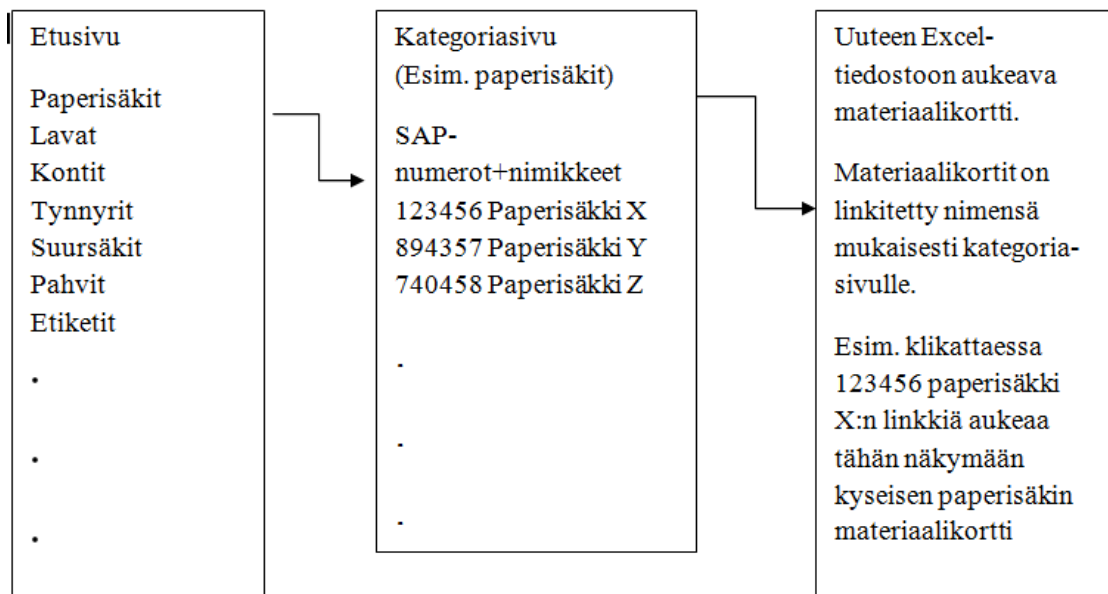 Etusivu
Paperisäkit
Lavat
Kontit
Tynnyrit
Suursäkit
Pahvit
Etiketit
.
.
.
Kategoriasivu
(Esim. paperisäkit)
SAP-
numerot+nimikkeet
123456 Paperisäkki X
894357 Paperisäkki Y
740458 Paperisäkki Z
.
.
.
Uuteen Excel-
tiedostoon aukeava
materiaalikortti.
Materiaalikortit on
linkitetty nimensä
mukaisesti kategoria-
sivulle.
Esim. klikattaessa
123456 paperisäkki
X:n linkkiä aukeaa
tähän näkymään
kyseisen paperisäkin
materiaalikortti